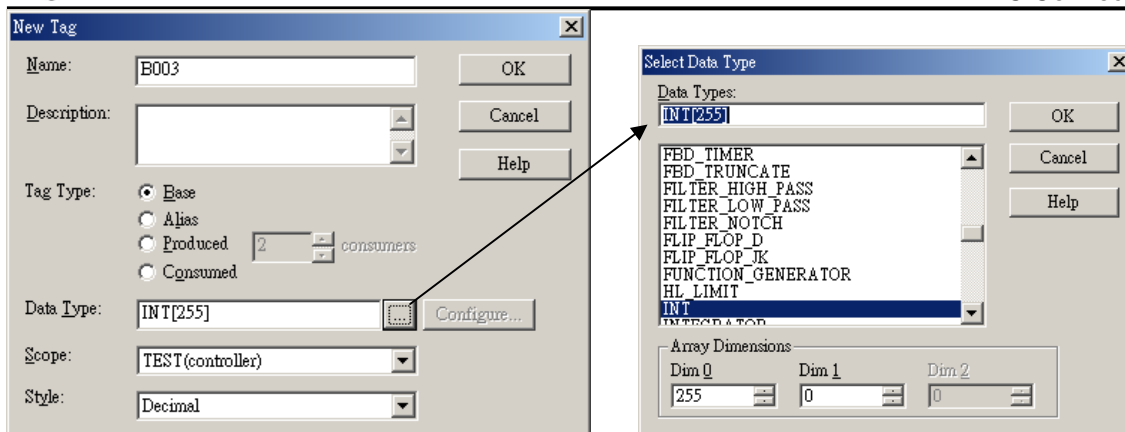 New Tag
Name:
B003
OK
Description:
Cancel
Help
Tag Type:
Base
Alias
Produced
2
consumers
Consumed
Data Type:
INT[255]
...
Configure...
Scope:
TEST(controller)
Style:
Decimal
Select Data Type
Data Types:
INT[255]
OK
FBD_TIMER
FBD_TRUNCATE
FILTER_HIGH_PASS
FILTER_LOW_PASS
FILTER_NOTCH
FLIP_FLOP_D
FLIP_FLOP_JK
FUNCTION_GENERATOR
HL_LIMIT
INT
INTEGRATOR
Cancel
Help
Array Dimensions
Dim 0 Dim 1 Dim 2
255 0 0